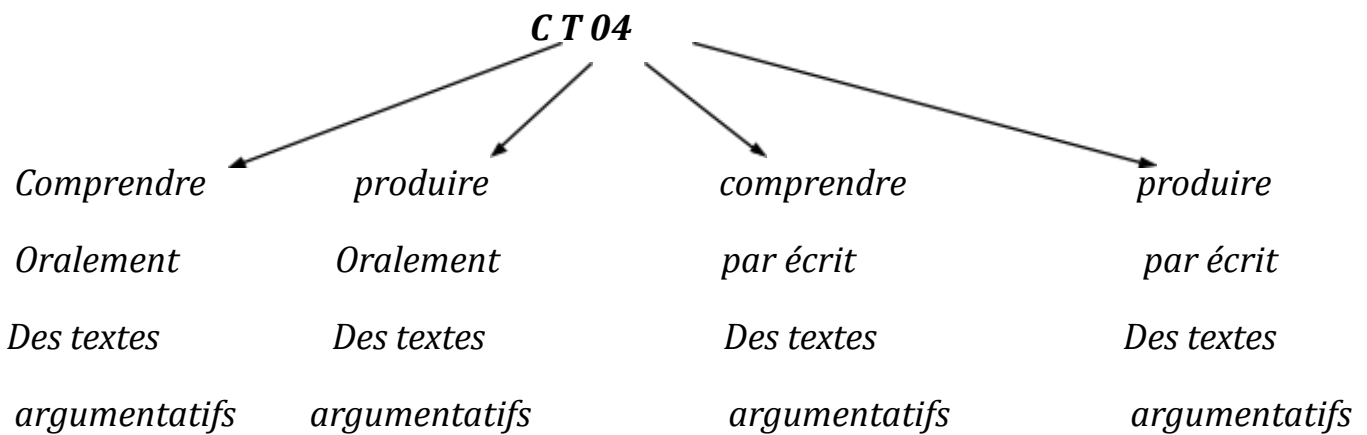 C T 04
Comprendre produire comprendre produire
Oralement Oralement par écrit par écrit
Des textes Des textes Des textes Des textes
argumentatifs argumentatifs argumentatifs argumentatifs